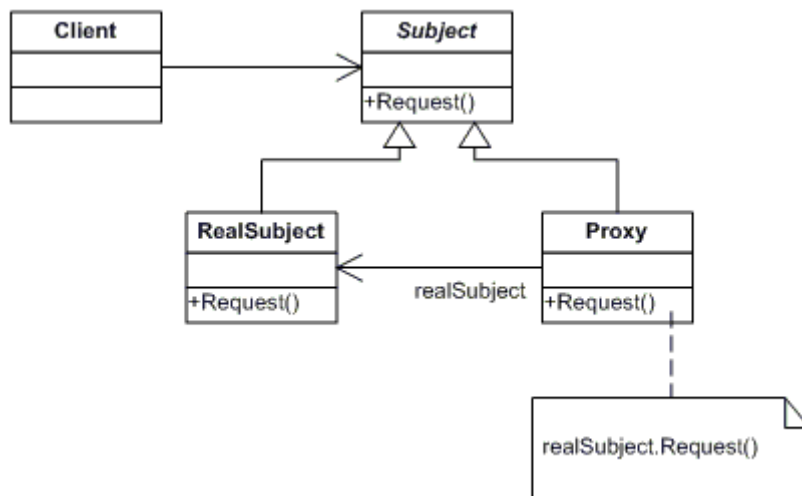 Client
Subject
+Request()
RealSubject
+Request()
Proxy
+Request()
realSubject
realSubject.Request()